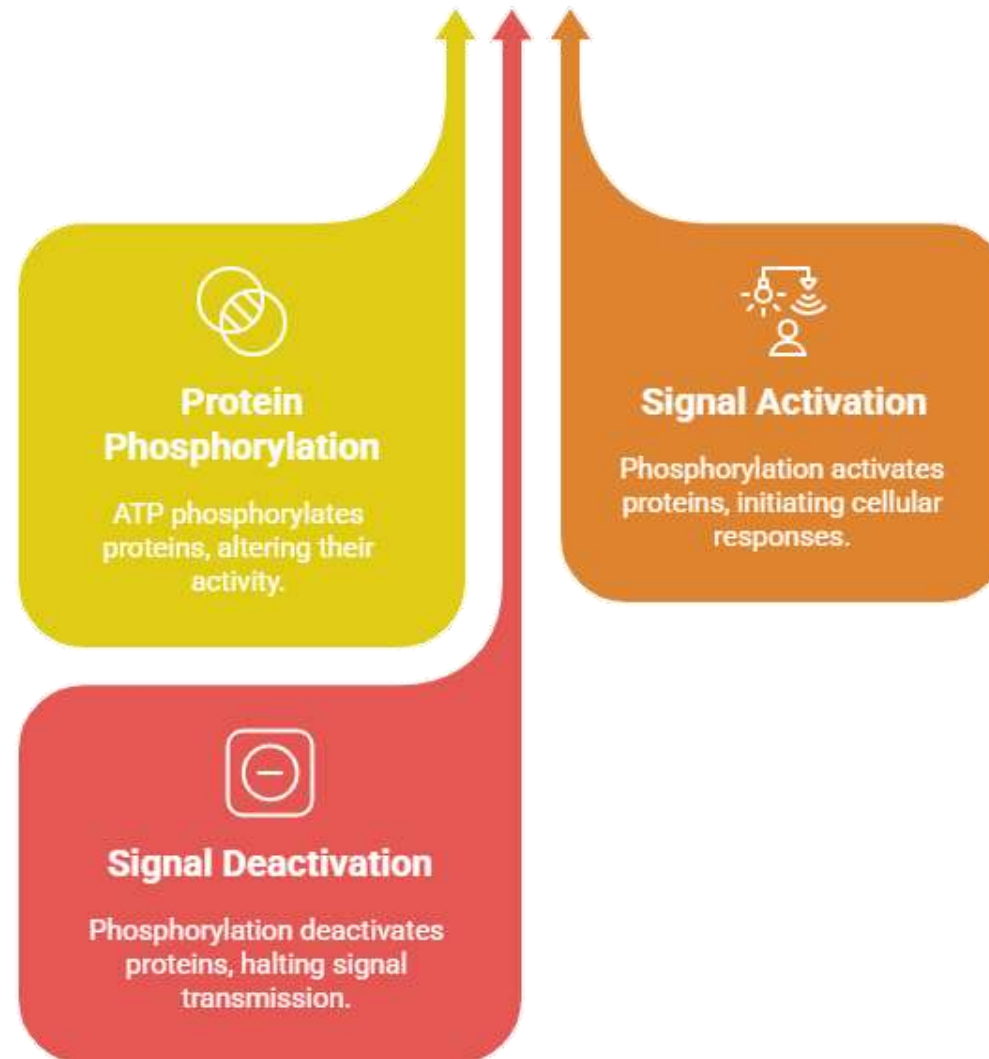 Protein
Phosphorylation
ATP phosphorylates
proteins, altering their
activity.
Signal Activation
Phosphorylation activates
proteins, initiating cellular
responses.
Signal Deactivation
Phosphorylation deactivates
proteins, halting signal
transmission.